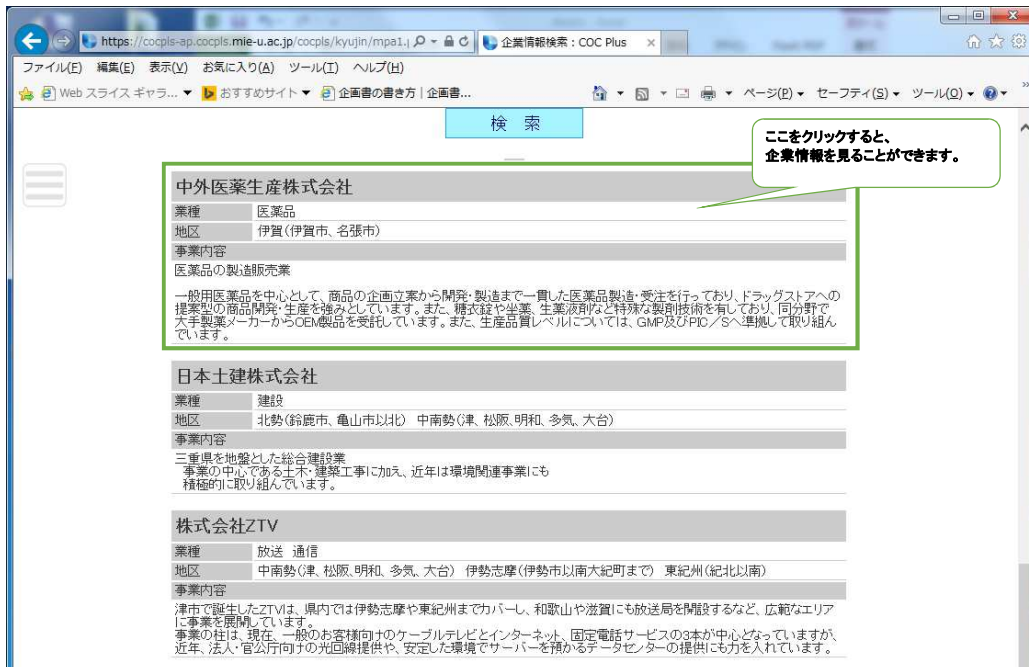 https://cocpls-ap.cocpls.mie-u.ac.jp/cocpls/kyujin/mpa1.j
企業情報検索：COC Plus
ファイル(F) 編集(E) 表示(V) お気に入り(A) ツール(T) ヘルプ(H)
Web スライス ギャラ... おすすめサイト 企画書の書き方｜企画書...
ページ(P) セーフティ(S) ツール(O)
検 索
ここをクリックすると、
企業情報を見ることができます。
中外医薬生産株式会社
業種 医薬品
地区 伊賀(伊賀市、名張市)
事業内容
医薬品の製造販売業
一般用医薬品を中心として、商品の企画立案から開発・製造まで一貫した医薬品製造・受注を行っており、ドラッグストアへの
提案型の商品開発・生産を強みとしています。また、糖衣錠や坐薬、生薬液剤など特殊な製剤技術を有しており、同分野で
大手製薬メーカーからOEM製品を受託しています。また、生産品質レベルについては、GMP及びPIC／Sへ準拠して取り組ん
でいます。
日本土建株式会社
業種 建設
地区 北勢(鈴鹿市、亀山市以北) 中南勢(津、松阪、明和、多気、大台)
事業内容
三重県を地盤とした総合建設業
事業の中心である土木・建築工事に加え、近年は環境関連事業にも
積極的に取り組んでいます。
株式会社ZTV
業種 放送 通信
地区 中南勢(津、松阪、明和、多気、大台) 伊勢志摩(伊勢市以南大紀町まで) 東紀州(紀北以南)
事業内容
津市で誕生したZTVは、県内では伊勢志摩や東紀州までカバーし、和歌山や滋賀にも放送局を開設するなど、広範なエリア
に事業を展開しています。
事業の柱は、現在、一般のお客様向けのケーブルテレビとインターネット、固定電話サービスの3本が中心となっていますが、
近年、法人・官公庁向けの光回線提供や、安定した環境でサーバーを預かるデータセンターの提供にも力を入れています。